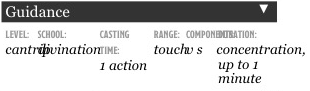 Guidance ▼
LEVEL: SCHOOL: CASTING TIME: RANGE: COMPONENTS: DURATION:
cantrip divination 1 action touch v s concentration, up to 1 minute